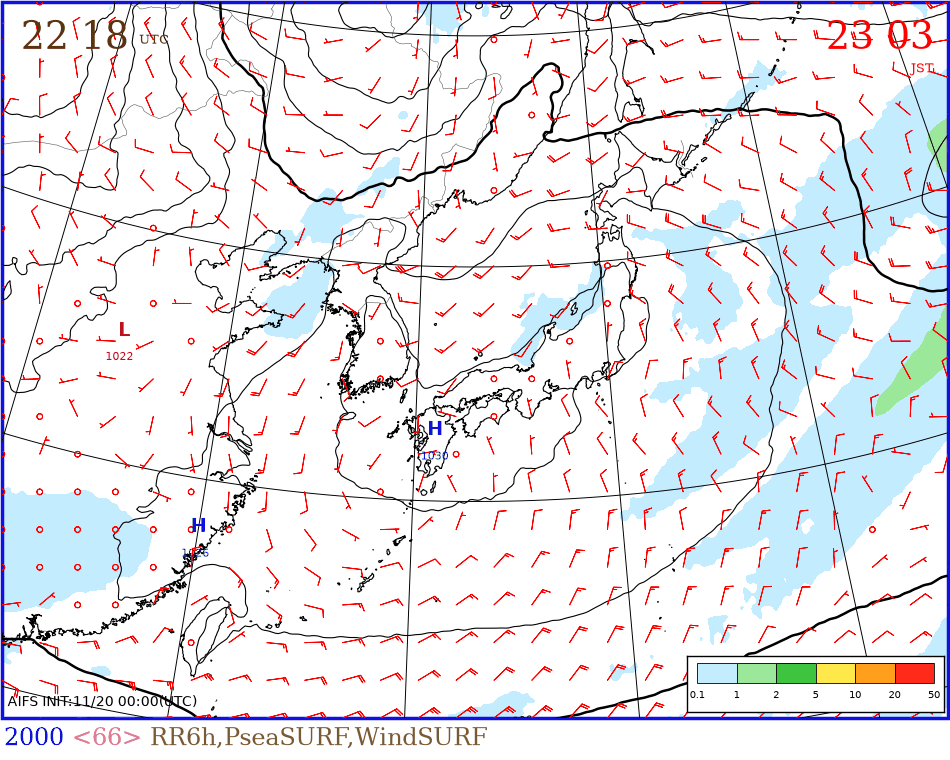 22 18 UTC 23 03
JST
L
1022
H
1030
H
AIFS INIT:11/20 00:00(UTC)
0.1 1 2 5 10 20 50
2000 <66> RR6h,PseaSURF,WindSURF